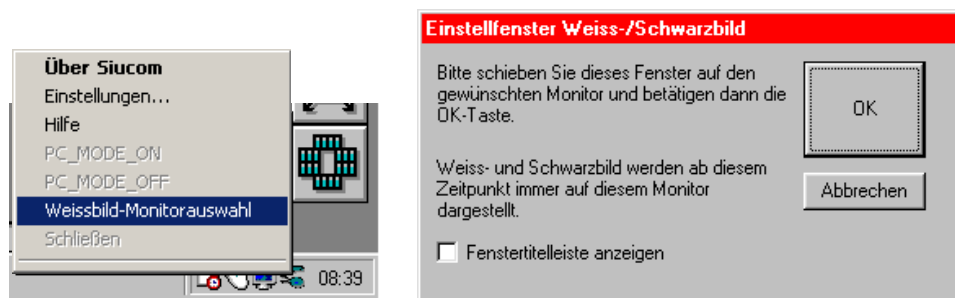 Über Siucom
Einstellungen...
Hilfe
PC_MODE_ON
PC_MODE_OFF
Weissbild-Monitorauswahl
Schließen
08:39
Einstellfenster Weiss-/Schwarzbild
Bitte schieben Sie dieses Fenster auf den
gewünschten Monitor und betätigen dann die
OK-Taste.
OK
Weiss- und Schwarzbild werden ab diesem
Zeitpunkt immer auf diesem Monitor
dargestellt.
Abbrechen
Fenstertitelleiste anzeigen